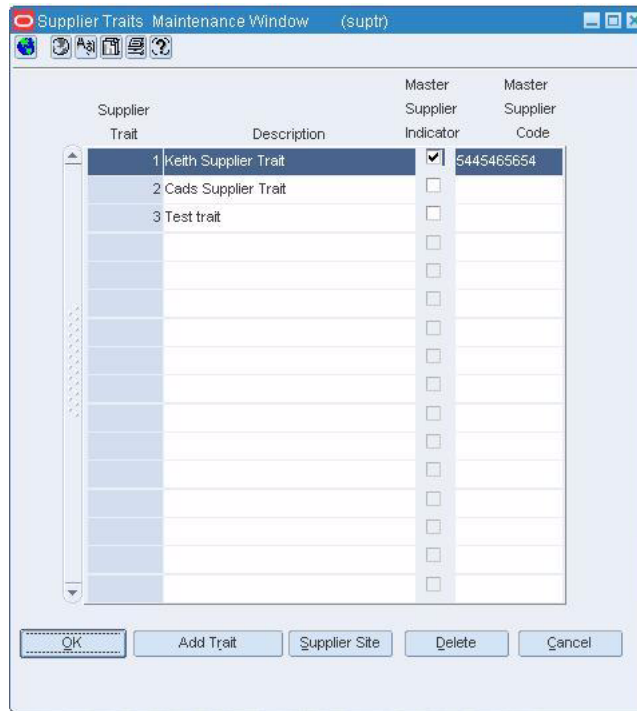 Supplier Traits Maintenance Window (suptr)
Master Master
Supplier Supplier Supplier
Trait Description Indicator Code
1 Keith Supplier Trait 5445465654
2 Cads Supplier Trait
3 Test trait
OK Add Trait Supplier Site Delete Cancel